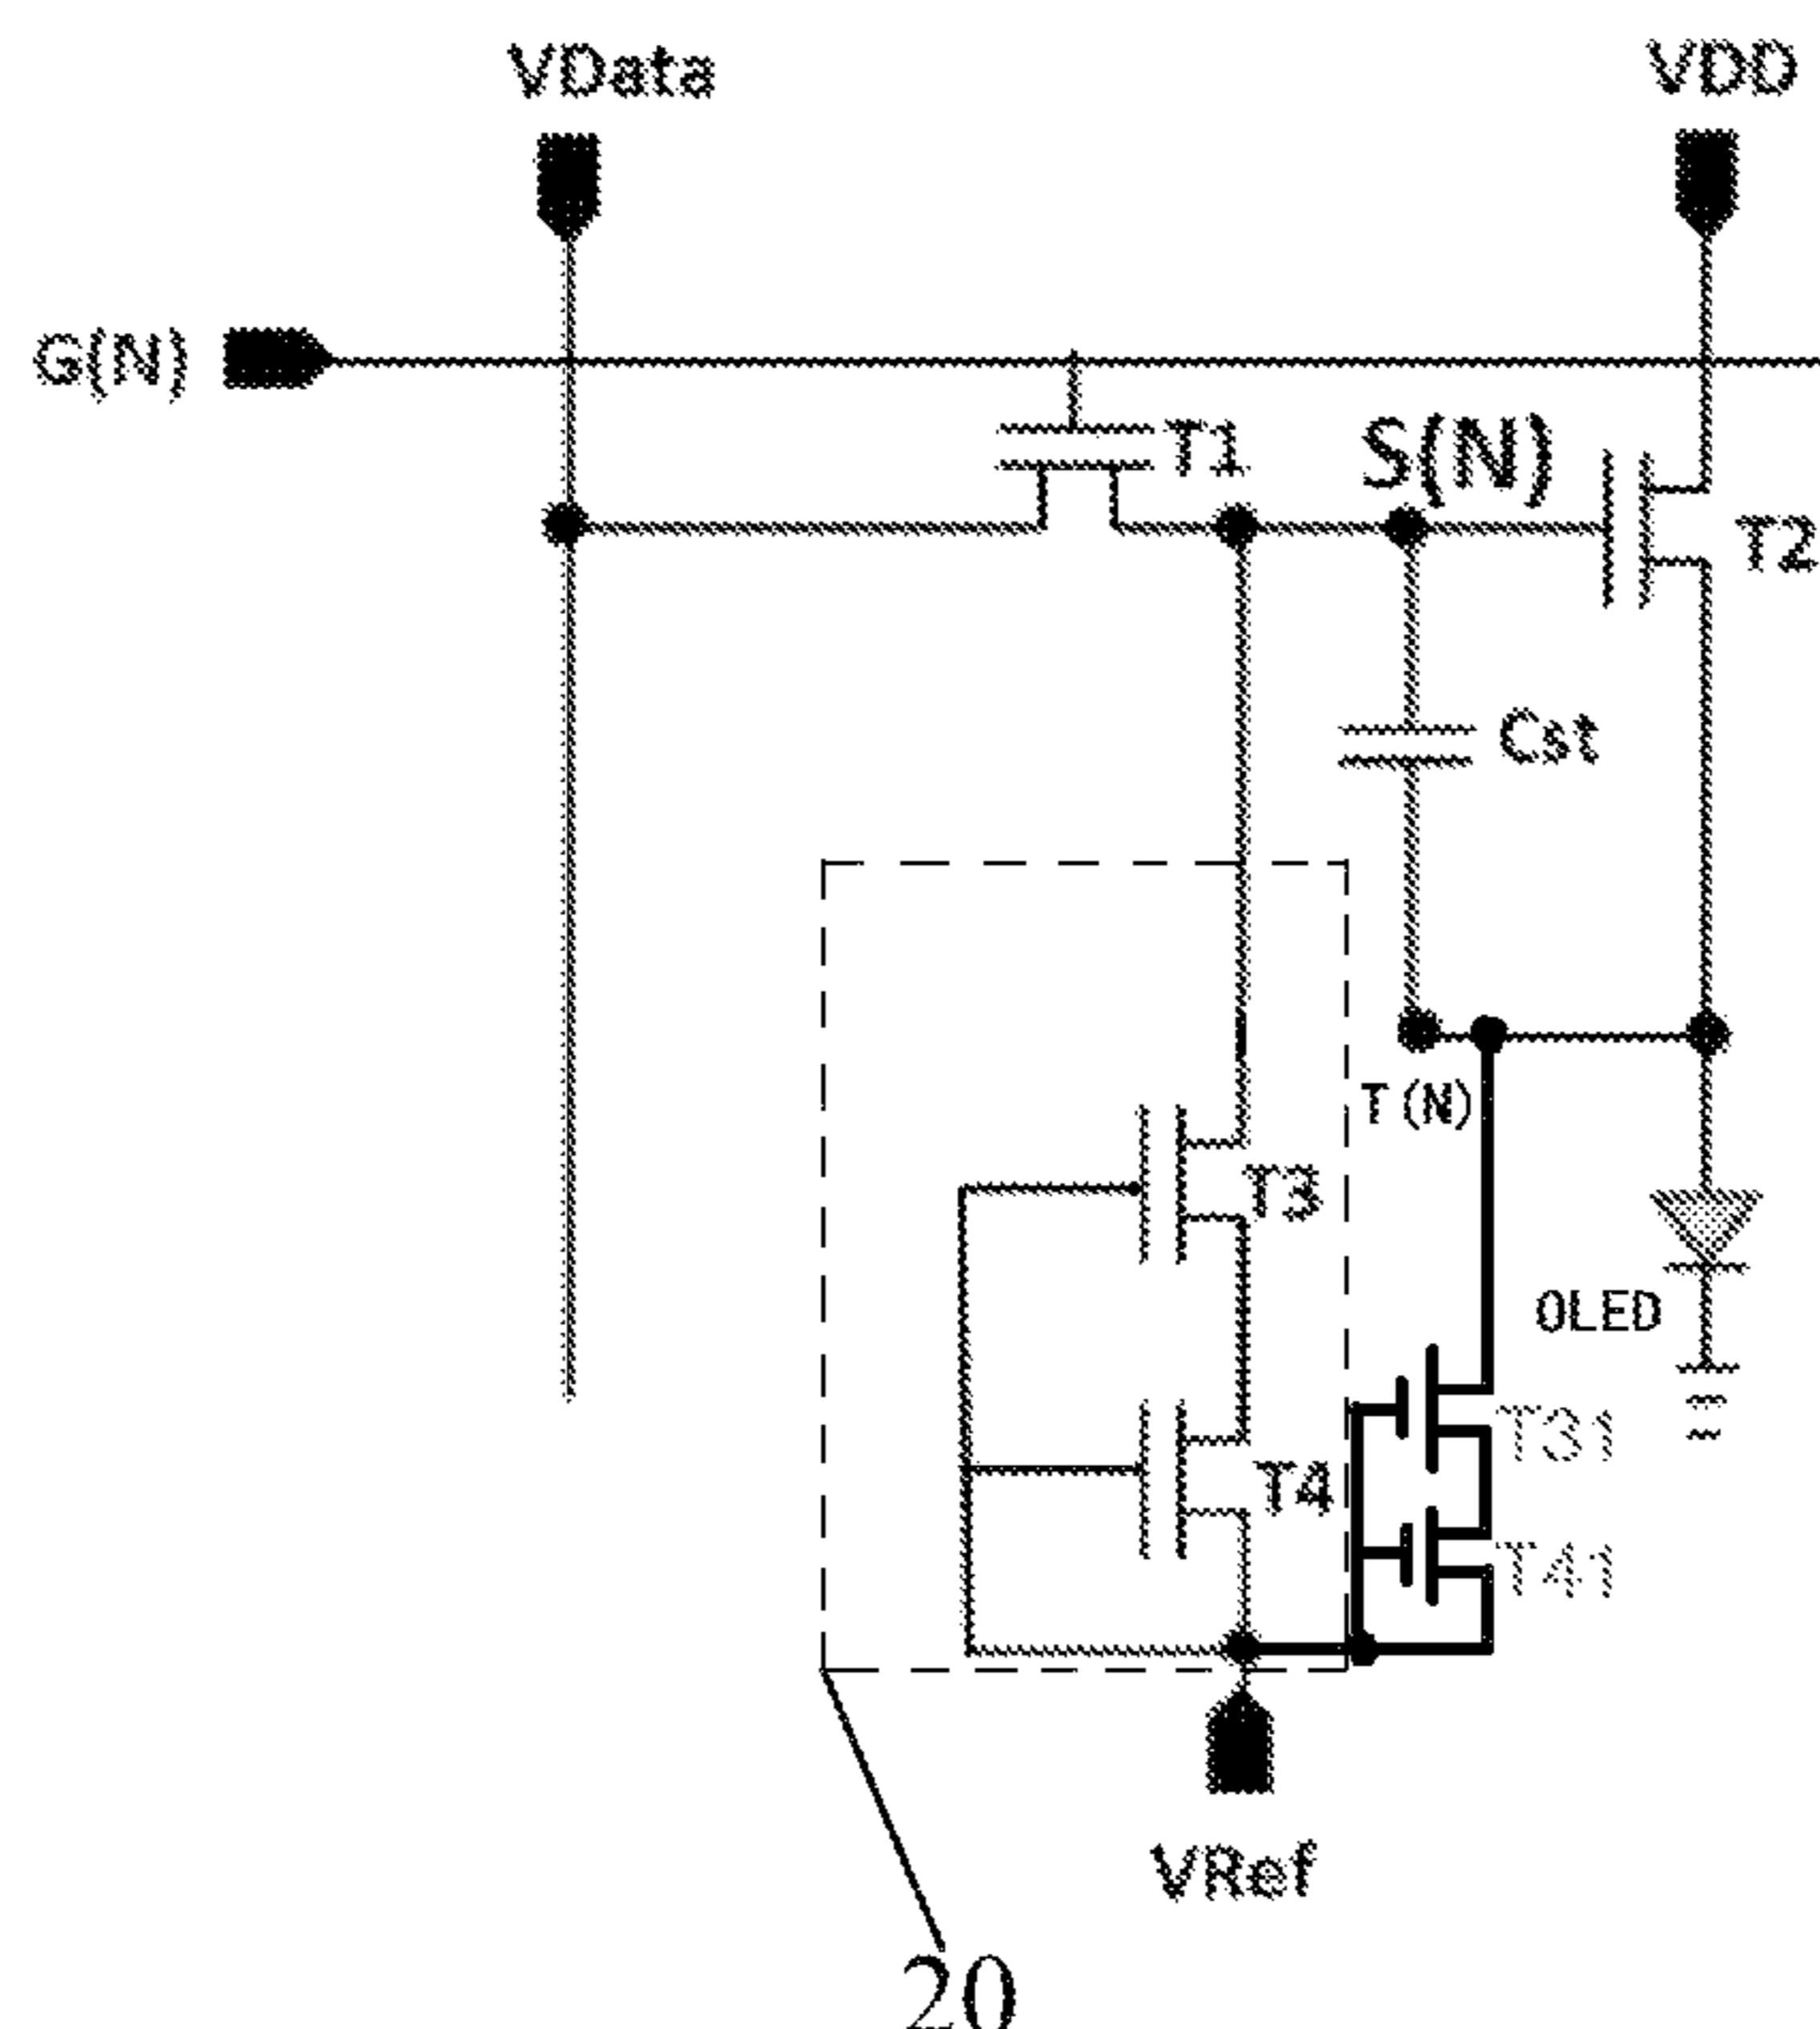 VData
VDD
G(N)
T1
S(N)
T2
Cst
T(N)
T3
OLED
T31
T4
T41
VRef
20